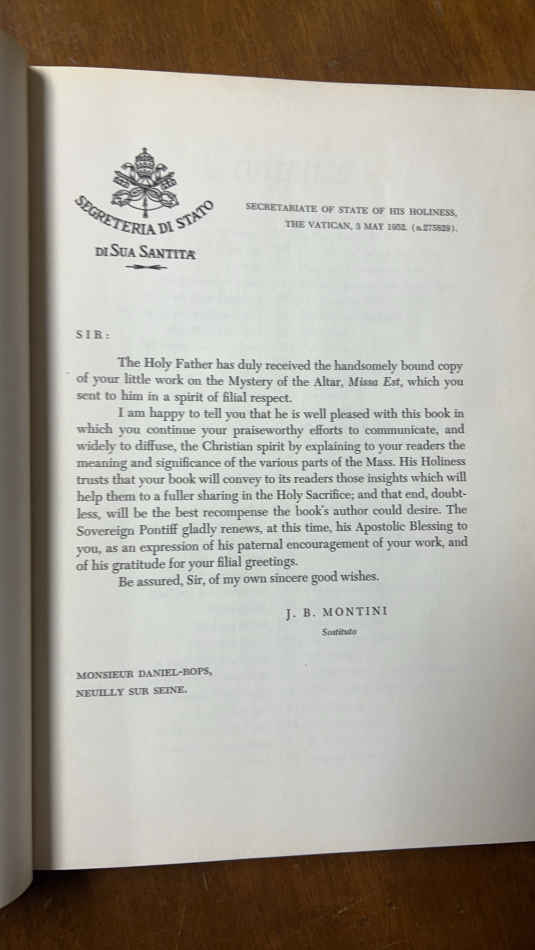 SEGRETERIA DI STATO
DI SUA SANTITÀ
SECRETARIATE OF STATE OF HIS HOLINESS,
THE VATICAN, 3 MAY 1952. (n.275829).
SIR:
The Holy Father has duly received the handsomely bound copy
of your little work on the Mystery of the Altar, Missa Est, which you
sent to him in a spirit of filial respect.
I am happy to tell you that he is well pleased with this book in
which you continue your praiseworthy efforts to communicate, and
widely to diffuse, the Christian spirit by explaining to your readers the
meaning and significance of the various parts of the Mass. His Holiness
trusts that your book will convey to its readers those insights which will
help them to a fuller sharing in the Holy Sacrifice; and that end, doubt-
less, will be the best recompense the book's author could desire. The
Sovereign Pontiff gladly renews, at this time, his Apostolic Blessing to
you, as an expression of his paternal encouragement of your work, and
of his gratitude for your filial greetings.
Be assured, Sir, of my own sincere good wishes.
J. B. MONTINI
Sostituto
MONSIEUR DANIEL-ROPS,
NEUILLY SUR SEINE.